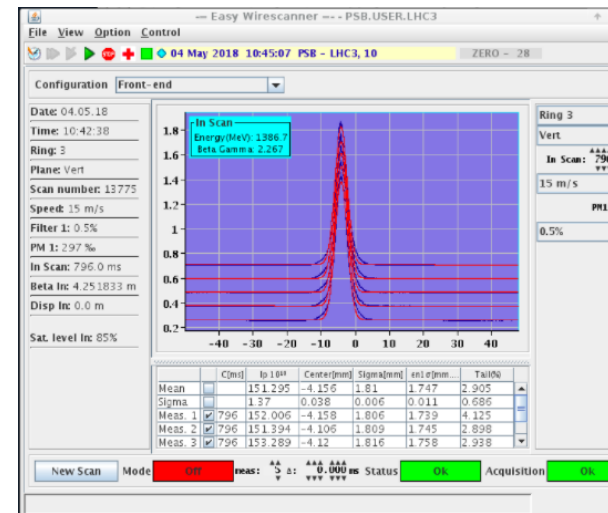 --- Easy Wirescanner --- - PSB.USER.LHC3
File View Option Control
STOP 04 May 2018 10:45:07 PSB - LHC3, 10 ZERO - 28
Configuration Front-end
Date: 04.05.18
Time: 10:42:38
Ring: 3
Plane: Vert
Scan number: 13775
Speed: 15 m/s
Filter 1: 0.5%
PM 1: 297 ‰
In Scan: 796.0 ms
Beta In: 4.251833 m
Disp In: 0.0 m
Sat. level In: 85%
In Scan
Energy(MeV): 1386.7
Beta Gamma: 2.267
1.8
1.6
1.4
1.2
1
0.8
0.6
0.4
0.2
-40 -30 -20 -10 0 10 20 30 40
Ring 3
Vert
In Scan:
15 m/s
PM1
0.5%
C[ms] Center[mm] Sigma[mm]
Mean 151.295 -4.156 1.81 1.747 2.905
Sigma 1.37 0.038 0.006 0.011 0.686
Meas. 1 796 152.006 -4.158 1.806 1.739 4.125
Meas. 2 796 151.394 -4.106 1.809 1.745 2.898
Meas. 3 796 153.289 -4.12 1.816 1.758 2.938
New Scan Mode Off meas: 5 Δ: 0.000 ms Status Ok Acquisition Ok